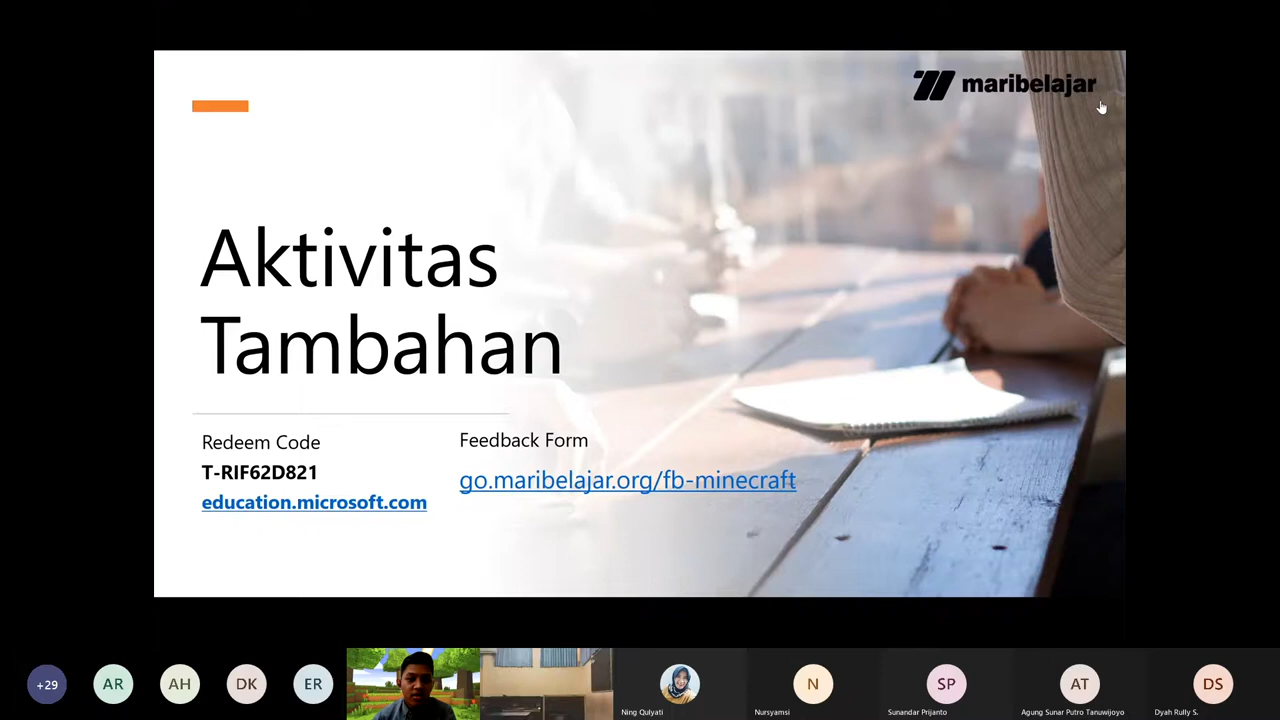 maribelajar
Aktivitas
Tambahan
Redeem Code
T-RIF62D821
education.microsoft.com
Feedback Form
go.maribelajar.org/fb-minecraft
+29
AR
AH
DK
ER
N
SP
AT
DS
Ning Qulyati
Nursyamsi
Sunandar Prijanto
Agung Sunar Putro Tanuwijoyo
Dyah Rully S.